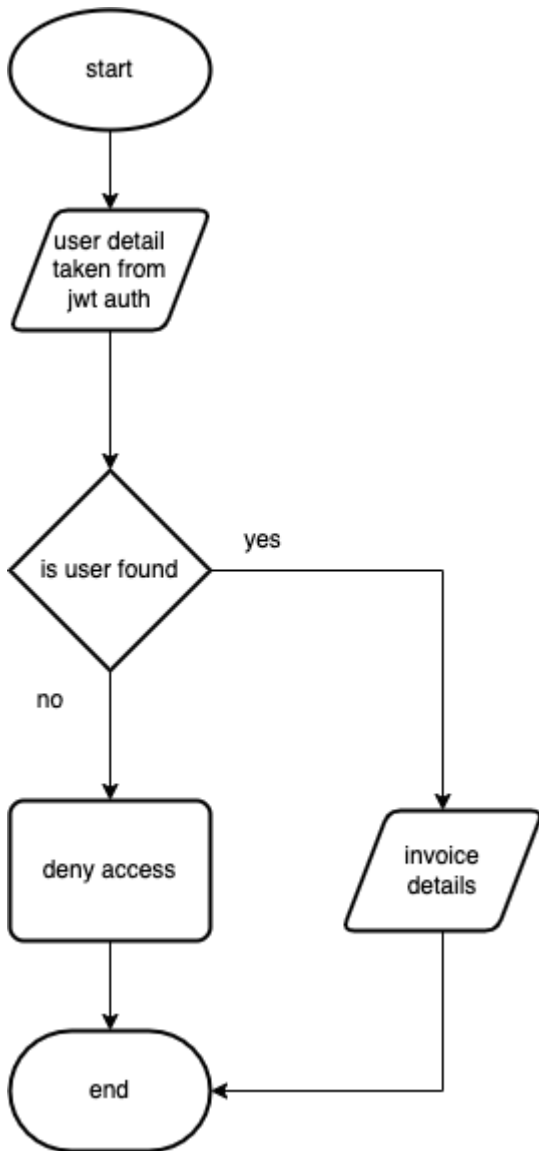 start
user detail
taken from
jwt auth
is user found
yes
no
deny access
invoice
details
end